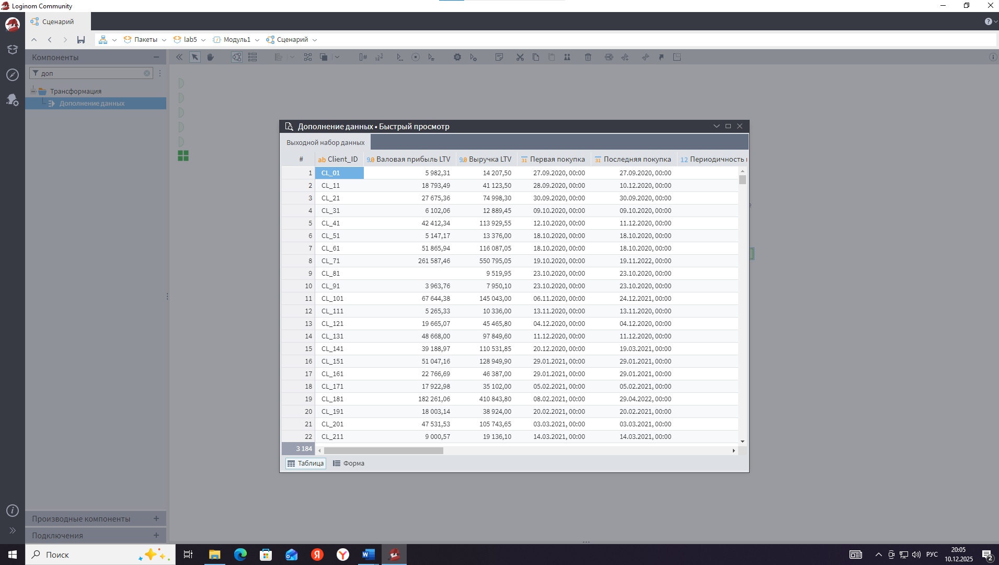 Loginom Community
Сценарий
Пакеты lab5 Модуль1 Сценарий
Компоненты
доп
Трансформация
Дополнение данных
Дополнение данных • Быстрый просмотр
Выходной набор данных
# ab Client_ID 9.0 Валовая прибыль LTV 9.0 Выручка LTV 31 Первая покупка 31 Последняя покупка 12 Периодичность
1 CL_01 5 982,31 14 207,50 27.09.2020, 00:00 27.09.2020, 00:00
2 CL_11 18 793,49 41 123,50 28.09.2020, 00:00 10.12.2020, 00:00
3 CL_21 27 675,36 74 998,30 30.09.2020, 00:00 30.09.2020, 00:00
4 CL_31 6 102,06 12 889,45 09.10.2020, 00:00 09.10.2020, 00:00
5 CL_41 42 412,34 113 929,55 12.10.2020, 00:00 11.12.2020, 00:00
6 CL_51 5 147,17 13 376,00 18.10.2020, 00:00 18.10.2020, 00:00
7 CL_61 51 865,94 116 087,05 18.10.2020, 00:00 18.10.2020, 00:00
8 CL_71 261 587,46 550 795,05 19.10.2020, 00:00 19.11.2022, 00:00
9 CL_81 9 519,95 23.10.2020, 00:00 23.10.2020, 00:00
10 CL_91 3 963,76 7 950,10 23.10.2020, 00:00 23.10.2020, 00:00
11 CL_101 67 644,38 145 043,00 06.11.2020, 00:00 24.12.2021, 00:00
12 CL_111 5 265,33 10 336,00 13.11.2020, 00:00 13.11.2020, 00:00
13 CL_121 19 665,07 45 465,80 04.12.2020, 00:00 04.12.2020, 00:00
14 CL_131 48 668,00 97 849,60 11.12.2020, 00:00 11.12.2020, 00:00
15 CL_141 39 188,97 110 531,85 20.12.2020, 00:00 19.03.2021, 00:00
16 CL_151 51 047,16 128 949,90 29.01.2021, 00:00 29.01.2021, 00:00
17 CL_161 22 766,69 46 387,00 29.01.2021, 00:00 29.01.2021, 00:00
18 CL_171 17 922,98 35 102,00 05.02.2021, 00:00 05.02.2021, 00:00
19 CL_181 182 261,06 410 843,80 08.02.2021, 00:00 29.04.2022, 00:00
20 CL_191 18 003,14 38 924,00 20.02.2021, 00:00 20.02.2021, 00:00
21 CL_201 47 531,53 105 743,65 03.03.2021, 00:00 03.03.2021, 00:00
22 CL_211 9 000,57 19 136,10 14.03.2021, 00:00 14.03.2021, 00:00
3 184
Таблица Форма
Производные компоненты
Подключения
Поиск
РУС
20:05
10.12.2025
2